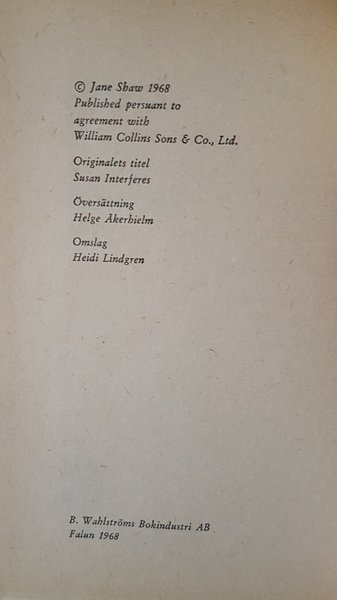 © Jane Shaw 1968
Published persuant to
agreement with
William Collins Sons & Co., Ltd.
Originalets titel
Susan Interferes
Översättning
Helge Åkerhielm
Omslag
Heidi Lindgren
B. Wahlströms Bokindustri AB
Falun 1968